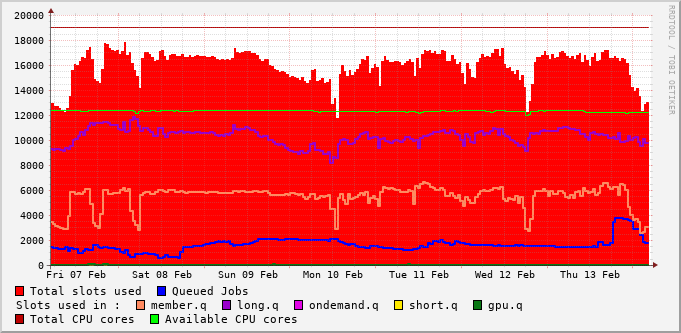 RRDTOOL / TOBI OETIKER
20000
18000
16000
14000
12000
10000
8000
6000
4000
2000
0
Fri 07 Feb Sat 08 Feb Sun 09 Feb Mon 10 Feb Tue 11 Feb Wed 12 Feb Thu 13 Feb
Total slots used Queued Jobs
Slots used in : member.q long.q ondemand.q short.q gpu.q
Total CPU cores Available CPU cores